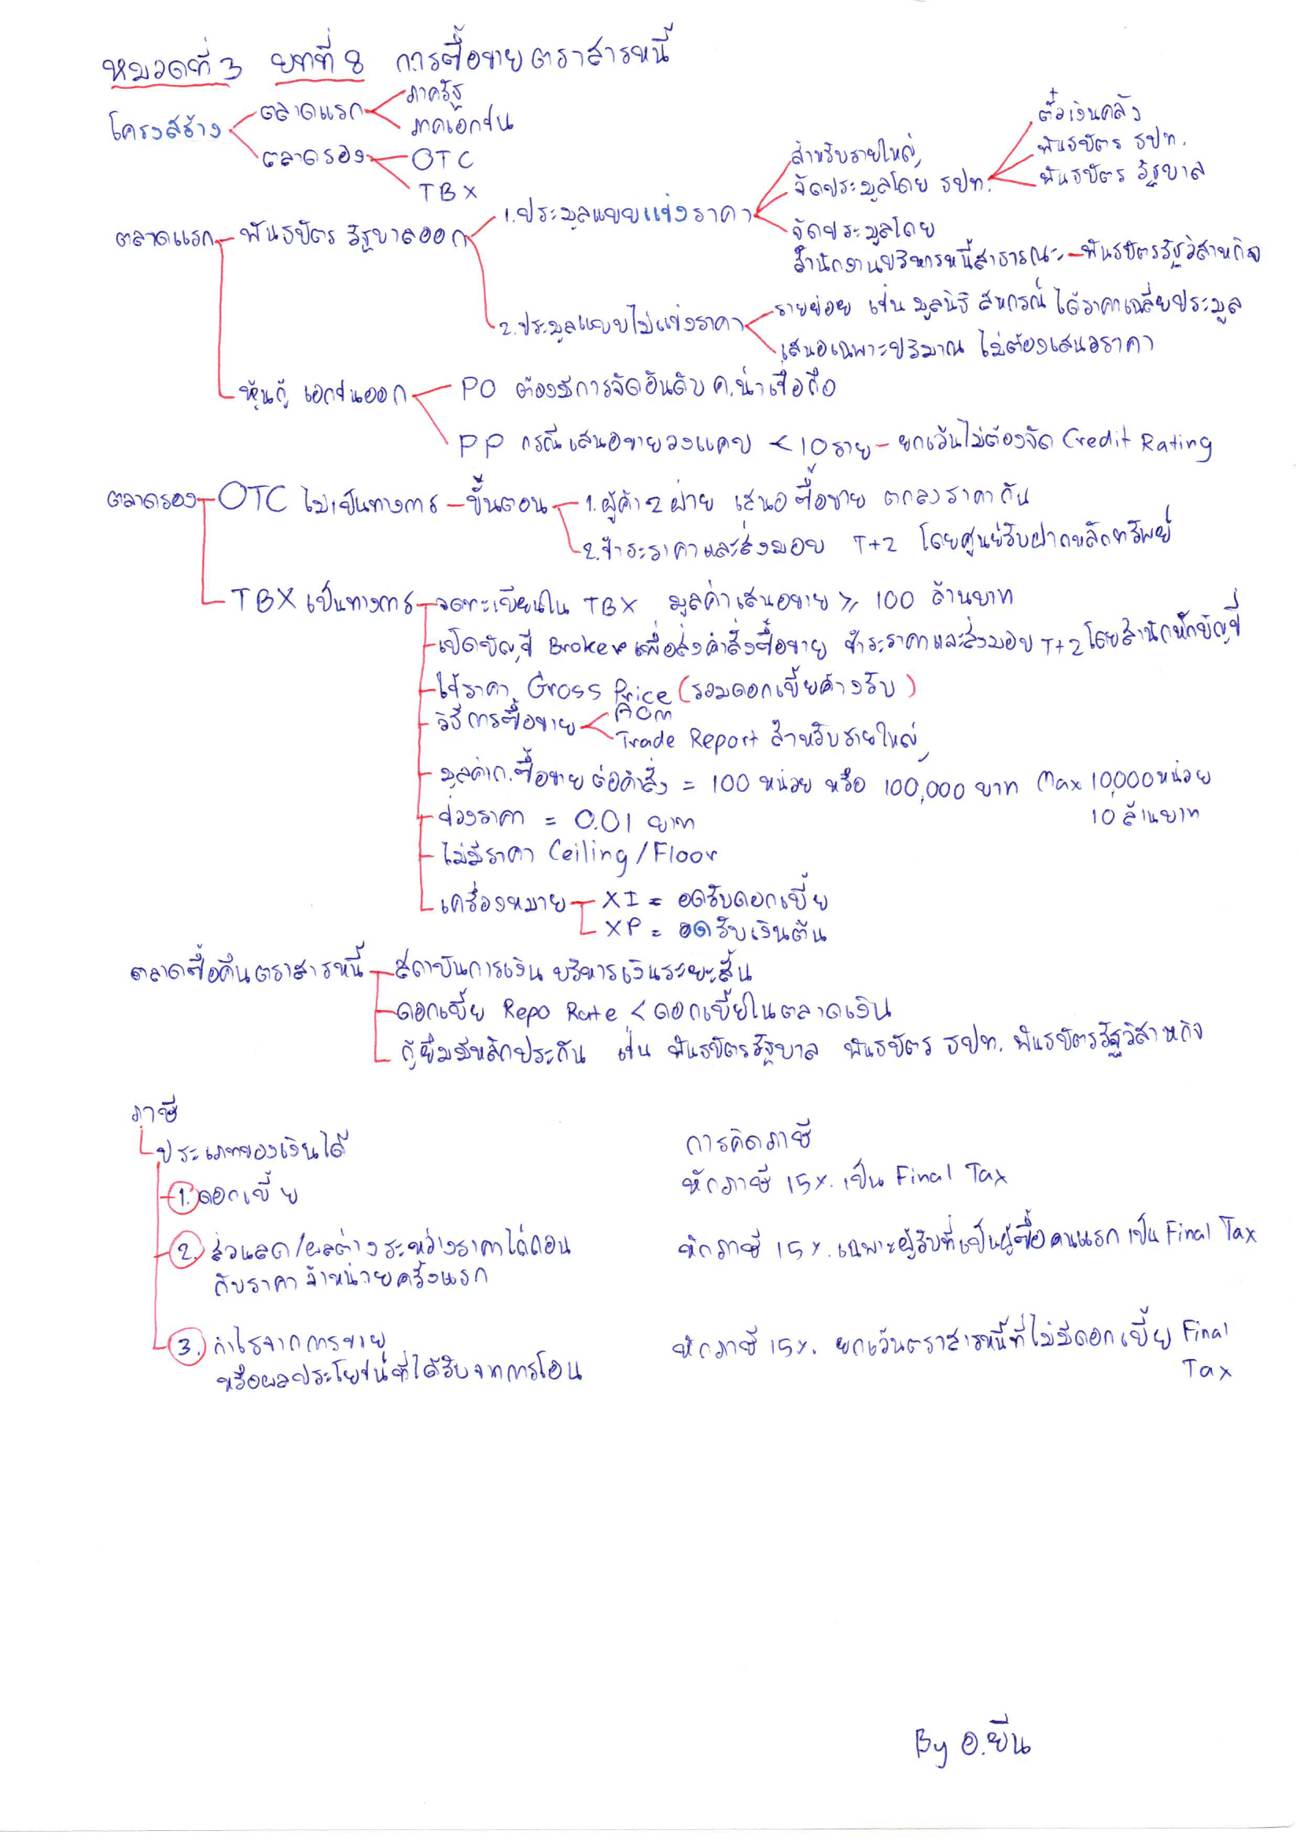 หมวดที่ 3 บทที่ 8 การซื้อขายตราสารหนี้
โครงสร้าง
ตลาดแรก
ภาครัฐ
ภาคเอกชน
ตลาดรอง
OTC
TBX
ตลาดแรก
พันธบัตร รัฐบาลออก
1.ประมูลแบบแข่งราคา
สำหรับรายใหญ่
จัดประมูลโดย ธปท.
ตั๋วเงินคลัง
พันธบัตร ธปท.
พันธบัตร รัฐบาล
จัดประมูลโดย
สำนักงานบริหารหนี้สาธารณะ - พันธบัตรรัฐวิสาหกิจ
2.ประมูลแบบไม่แข่งราคา
รายย่อย เช่น มูลนิธิ สหกรณ์ ได้ราคาเฉลี่ยประมูล
เสนอเฉพาะปริมาณ ไม่ต้องเสนอราคา
หุ้นกู้ เอกชนออก
PO ต้องมีการจัดอันดับ ค.น่าเชื่อถือ
PP กรณีเสนอขายวงแคบ < 10 ราย - ยกเว้นไม่ต้องจัด Credit Rating
ตลาดรอง
OTC ไม่เป็นทางการ - ขั้นตอน
1.ผู้ค้า 2 ฝ่าย เสนอซื้อขาย ตกลงราคากัน
2.ชำระราคาและส่งมอบ T+2 โดยศูนย์รับฝากหลักทรัพย์
TBX เป็นทางการ
จดทะเบียนใน TBX มูลค่าเสนอขาย ≥ 100 ล้านบาท
เปิดบัญชี Broker เพื่อส่งคำสั่งซื้อขาย ชำระราคาและส่งมอบ T+2 โดยสำนักหักบัญชี
ใช้ราคา Gross Price (รวมดอกเบี้ยค้างรับ)
วิธีการซื้อขาย
AOM
Trade Report สำหรับรายใหญ่
มูลค่าก.ซื้อขาย ต่อคำสั่ง = 100 หน่วย หรือ 100,000 บาท Max 10,000 หน่วย
10 ล้านบาท
ช่วงราคา = 0.01 บาท
ไม่มีราคา Ceiling/Floor
เครื่องหมาย
XI = อดรับดอกเบี้ย
XP = อดรับเงินต้น
ตลาดซื้อคืนตราสารหนี้
สถาบันการเงิน บริหารเงินระยะสั้น
ดอกเบี้ย Repo Rate < ดอกเบี้ยในตลาดเงิน
กู้ยืมมีหลักประกัน เช่น พันธบัตรรัฐบาล พันธบัตร ธปท. พันธบัตรรัฐวิสาหกิจ
ภาษี
ประเภทของเงินได้ การคิดภาษี
1. ดอกเบี้ย หักภาษี 15%. เป็น Final Tax
2. ส่วนลด/ผลต่างระหว่างราคาไถ่ถอน หักภาษี 15%. เฉพาะผู้รับที่เป็นผู้ซื้อคนแรก เป็น Final Tax
กับราคาจำหน่ายครั้งแรก
3. กำไรจากการขาย หักภาษี 15%. ยกเว้นตราสารหนี้ที่ไม่มีดอกเบี้ย Final
หรือผลประโยชน์ที่ได้รับจากการโอน Tax
By อ.ยีน